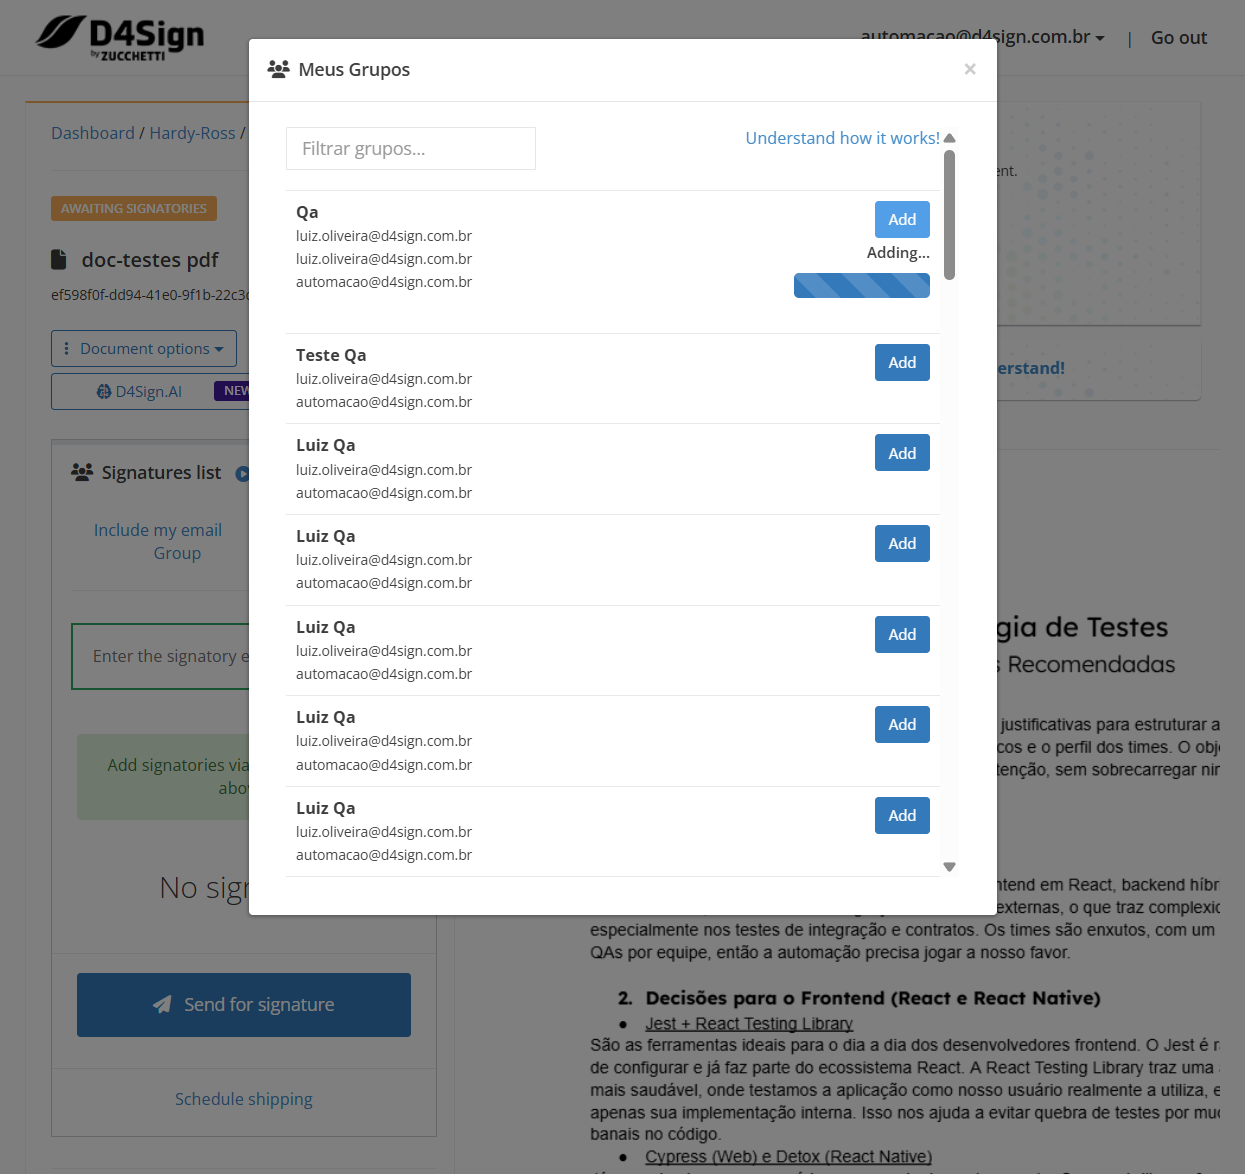 D4Sign
by ZUCCHETTI
automacao@d4sign.com.br
|
Go out
Meus Grupos
×
Dashboard / Hardy-Ross /
Filtrar grupos...
Understand how it works!
AWAITING SIGNATORIES
doc-testes pdf
ef598f0f-dd94-41e0-9f1b-22c3
Document options
D4Sign.AI
NEW
Signatures list
Include my email
Group
Enter the signatory e
Add signatories via
abov
No sign
Send for signature
Schedule shipping
Qa
luiz.oliveira@d4sign.com.br
luiz.oliveira@d4sign.com.br
automacao@d4sign.com.br
Add
Adding...
Teste Qa
luiz.oliveira@d4sign.com.br
automacao@d4sign.com.br
Add
Luiz Qa
luiz.oliveira@d4sign.com.br
automacao@d4sign.com.br
Add
Luiz Qa
luiz.oliveira@d4sign.com.br
automacao@d4sign.com.br
Add
Luiz Qa
luiz.oliveira@d4sign.com.br
automacao@d4sign.com.br
Add
Luiz Qa
luiz.oliveira@d4sign.com.br
automacao@d4sign.com.br
Add
Luiz Qa
luiz.oliveira@d4sign.com.br
automacao@d4sign.com.br
Add
ent.
erstand!
gia de Testes
s Recomendadas
justificativas para estruturar a
cos e o perfil dos times. O obj
tenção, sem sobrecarregar nir
ntend em React, backend híbr
externas, o que traz complexid
especialmente nos testes de integração e contratos. Os times são enxutos, com um
QAs por equipe, então a automação precisa jogar a nosso favor.
2. Decisões para o Frontend (React e React Native)
● Jest + React Testing Library
São as ferramentas ideais para o dia a dia dos desenvolvedores frontend. O Jest é r
de configurar e já faz parte do ecossistema React. A React Testing Library traz uma
mais saudável, onde testamos a aplicação como nosso usuário realmente a utiliza, e
apenas sua implementação interna. Isso nos ajuda a evitar quebra de testes por mud
banais no código.
● Cypress (Web) e Detox (React Native)